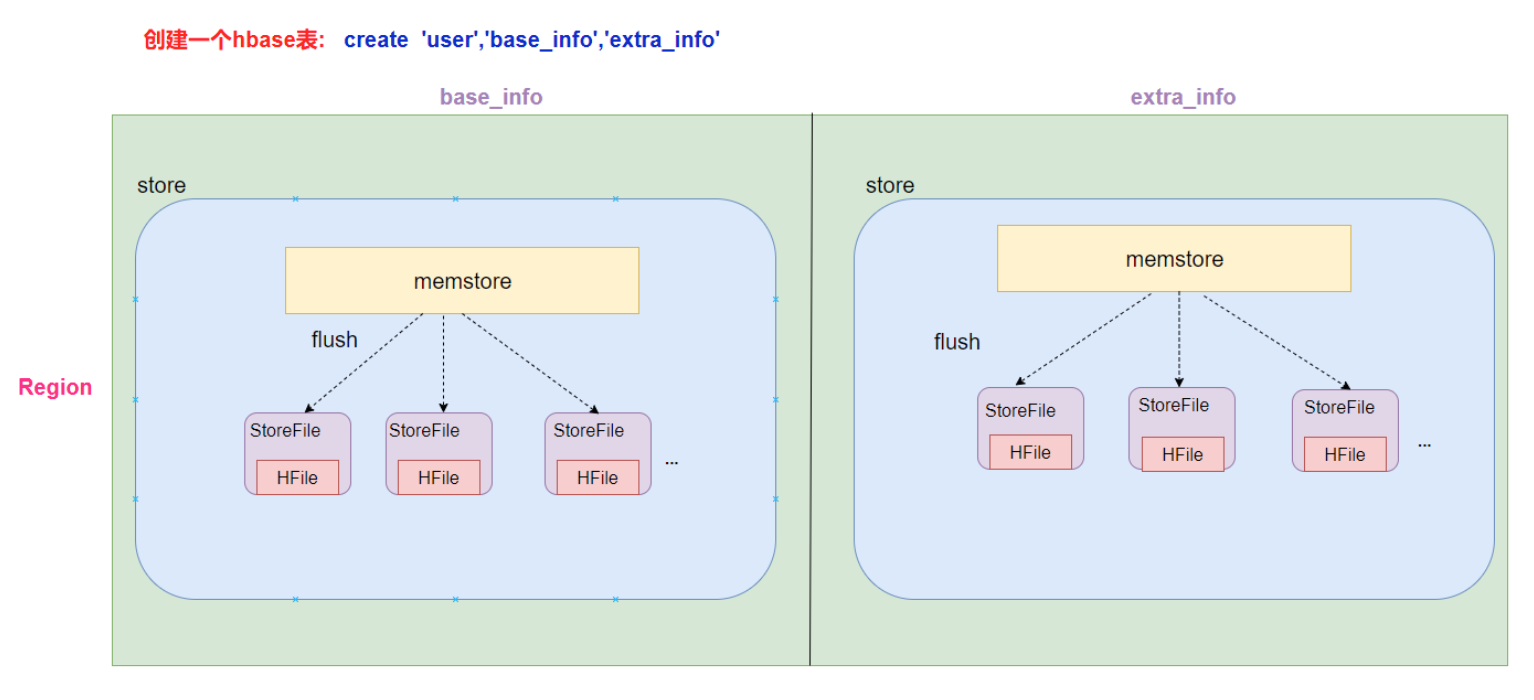 创建一个hbase表: create 'user','base_info','extra_info'
base_info
extra_info
Region
store
memstore
flush
StoreFile
HFile
StoreFile
HFile
StoreFile
HFile
...
store
memstore
flush
StoreFile
HFile
StoreFile
HFile
StoreFile
HFile
...